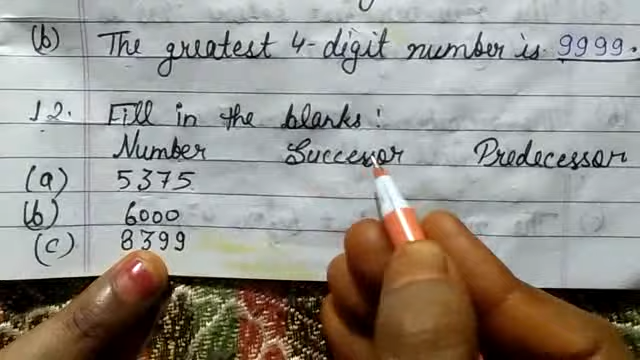 (b) The greatest 4-digit number is 9999.
12. Fill in the blanks:
Number Successor Predecessor
(a) 5375
(b) 6000
(c) 8399